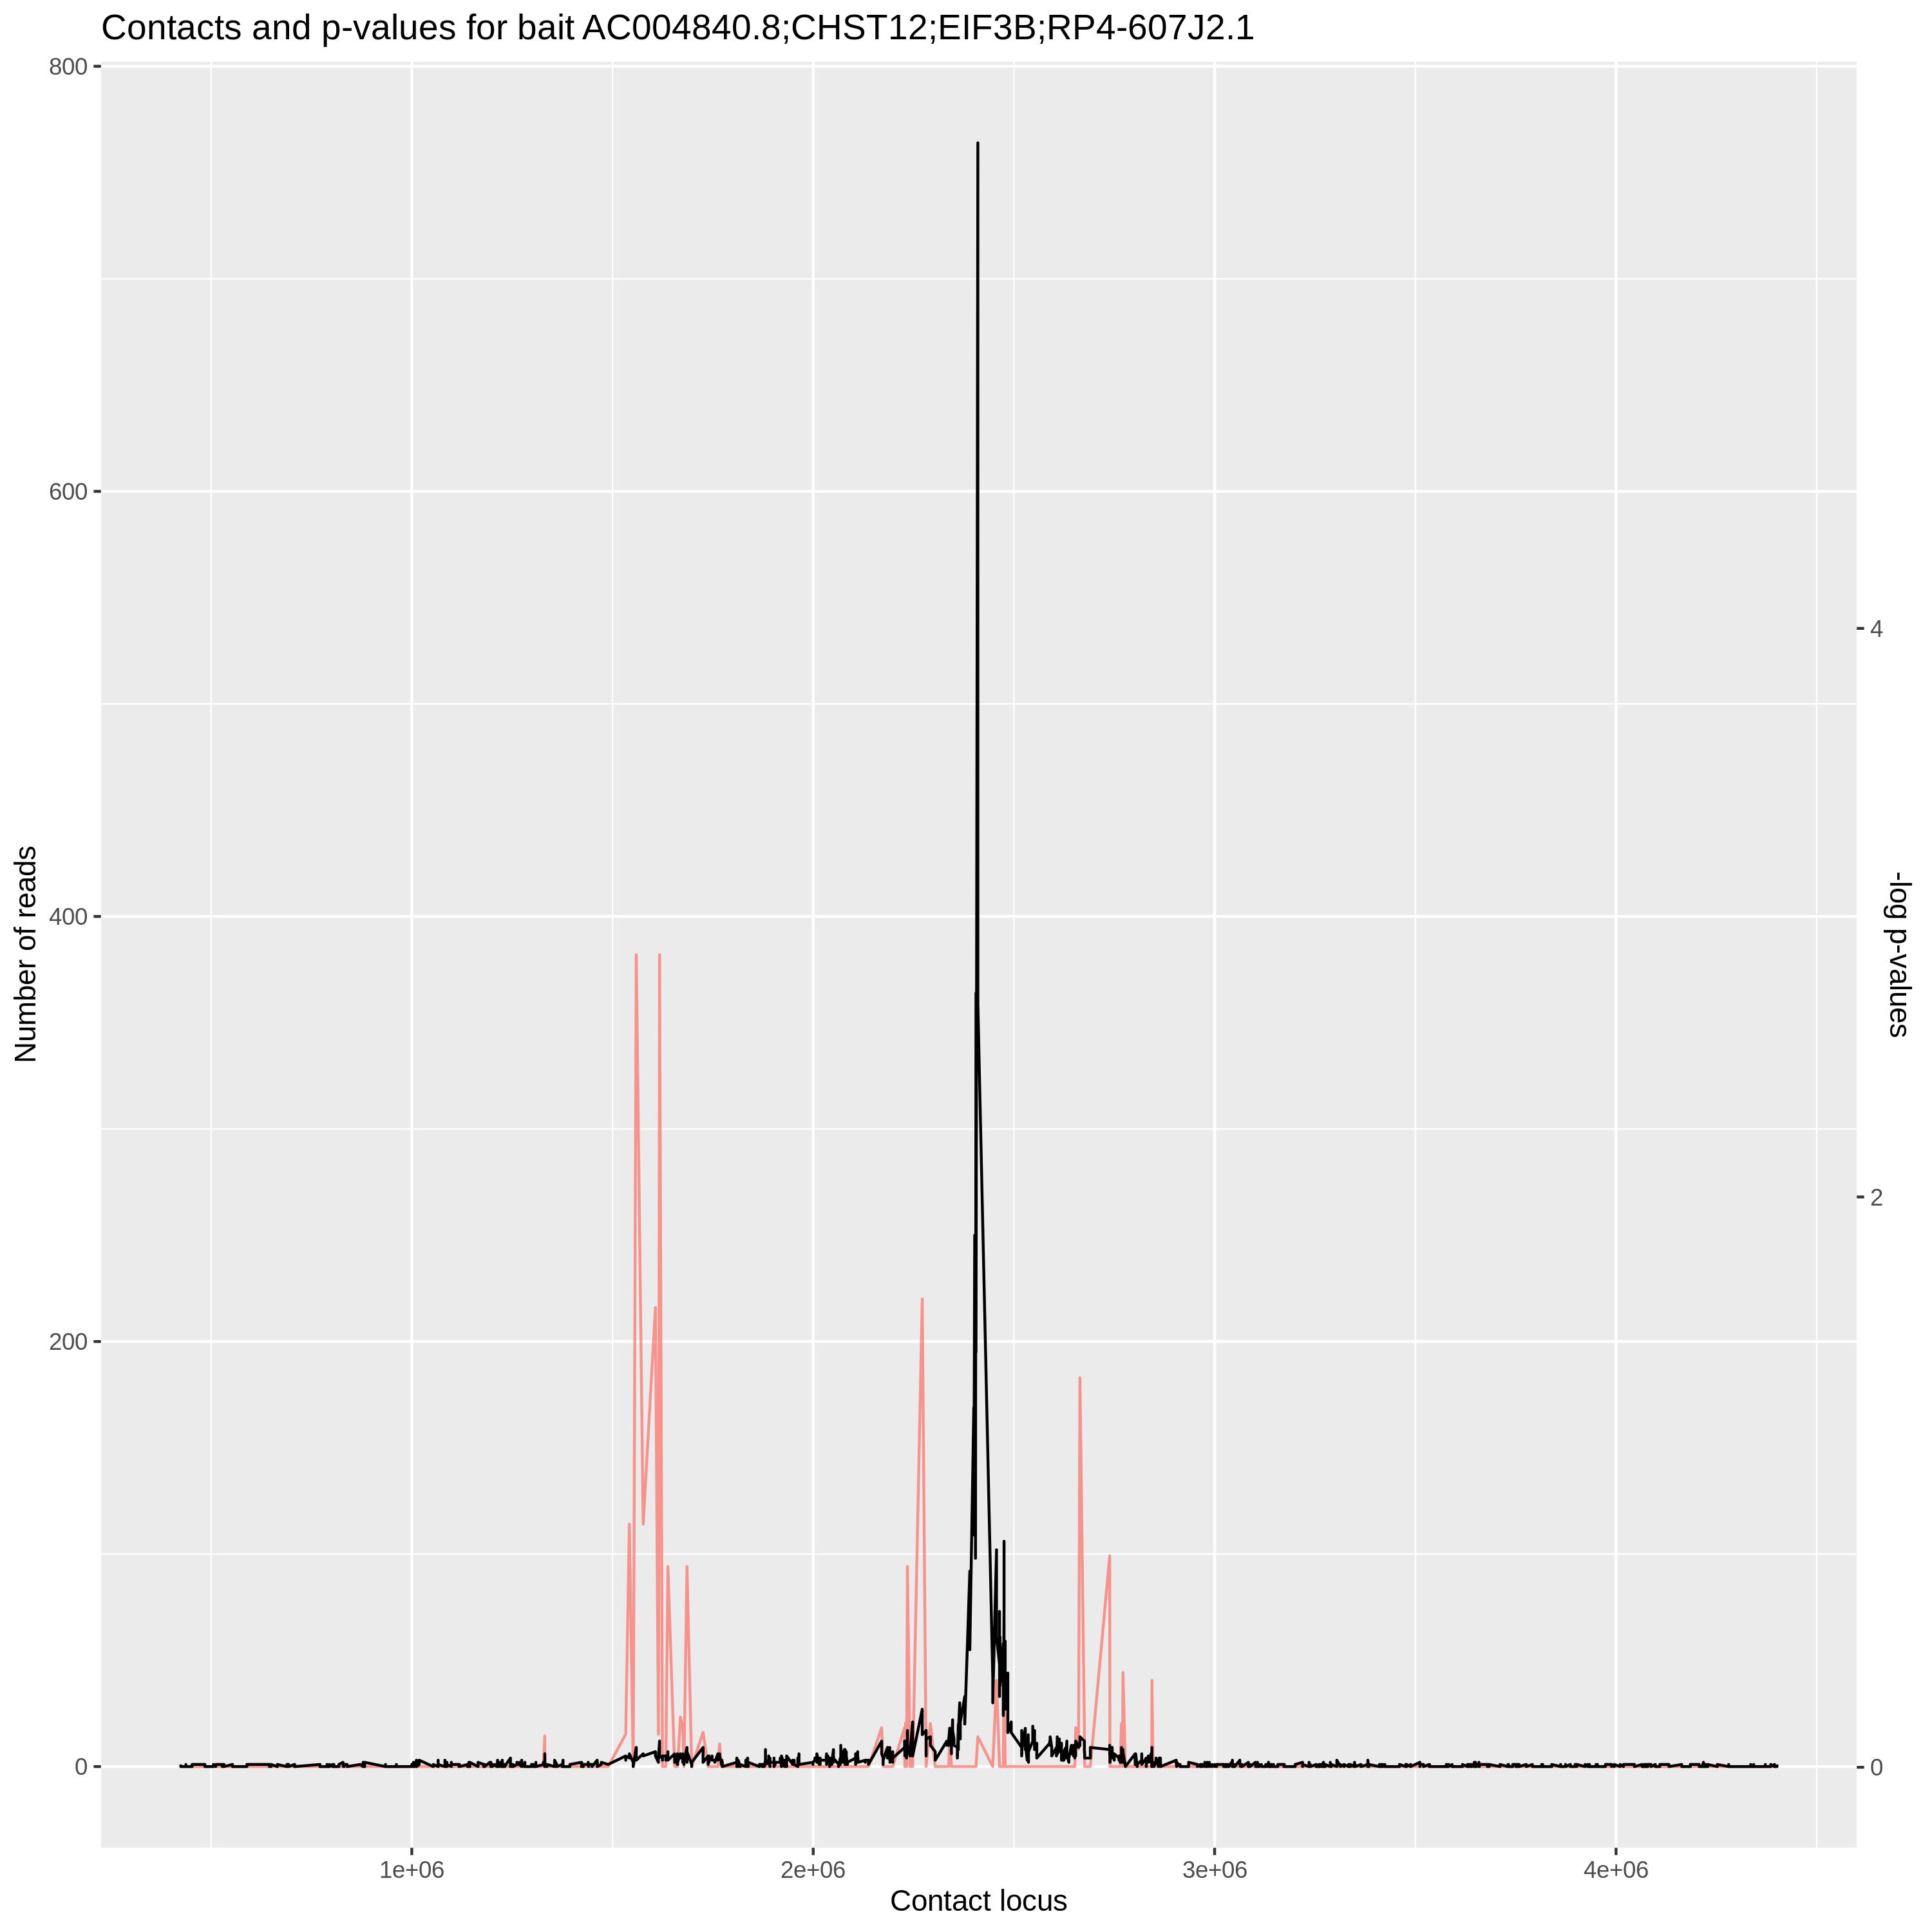 Contacts and p-values for bait AC004840.8;CHST12;EIF3B;RP4-607J2.1
800
600
400
200
0
Number of reads
4
2
0
-log p-values
1e+06
2e+06
3e+06
4e+06
Contact locus